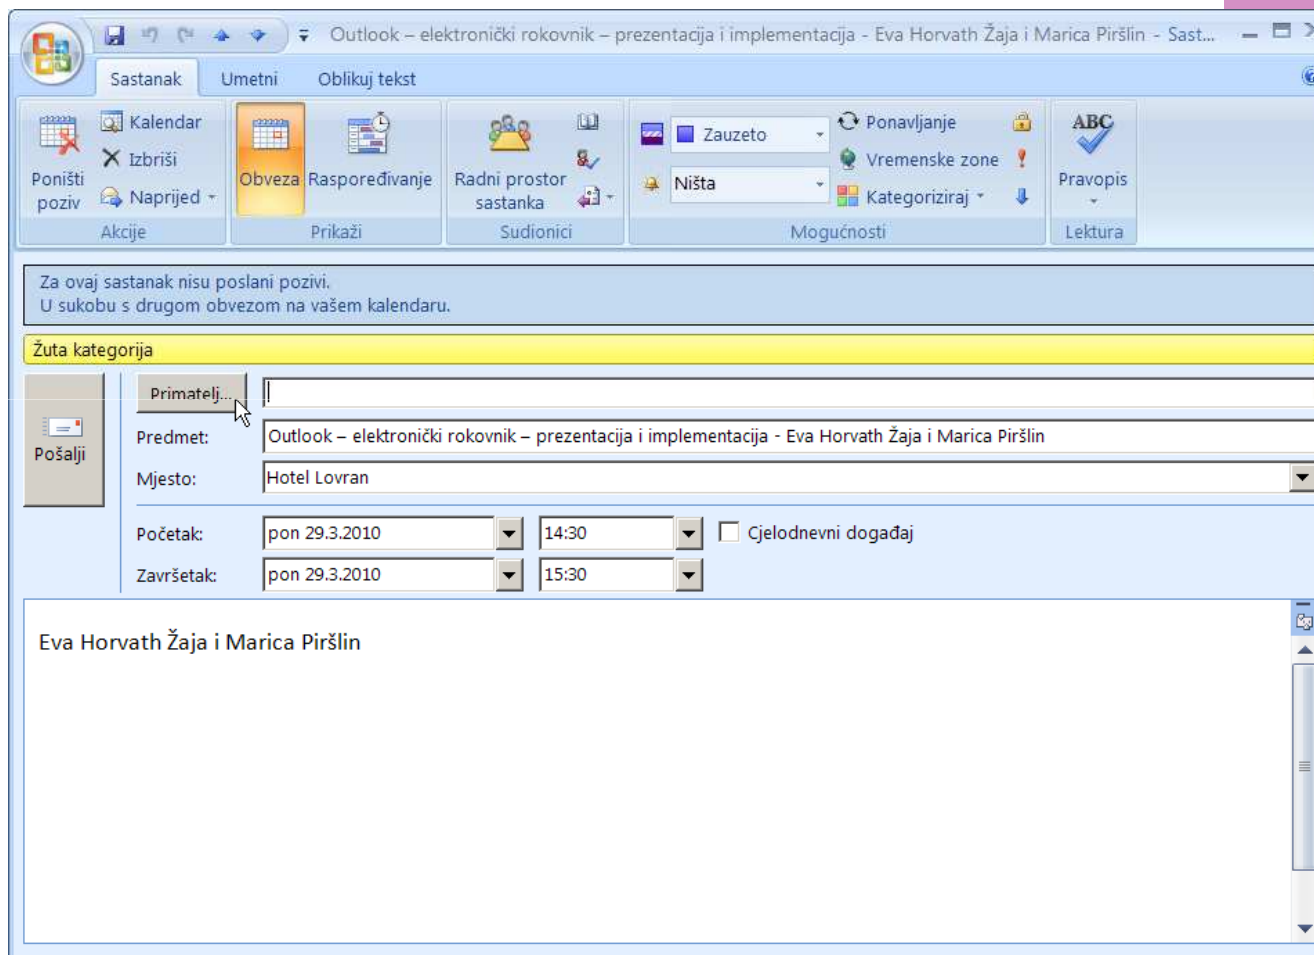 Outlook – elektronički rokovnik – prezentacija i implementacija - Eva Horvath Žaja i Marica Piršlin - Sast...
Sastanak Umetni Oblikuj tekst
Poništi poziv
Kalendar
Izbriši
Naprijed
Akcije
Obveza
Raspoređivanje
Prikaži
Radni prostor sastanka
Sudionici
Zauzeto
Ništa
Ponavljanje
Vremenske zone
Kategoriziraj
Mogućnosti
ABC
Pravopis
Lektura
Za ovaj sastanak nisu poslani pozivi.
U sukobu s drugom obvezom na vašem kalendaru.
Žuta kategorija
Pošalji
Primatelj...
Predmet: Outlook – elektronički rokovnik – prezentacija i implementacija - Eva Horvath Žaja i Marica Piršlin
Mjesto: Hotel Lovran
Početak: pon 29.3.2010 14:30 Cjelodnevni događaj
Završetak: pon 29.3.2010 15:30
Eva Horvath Žaja i Marica Piršlin